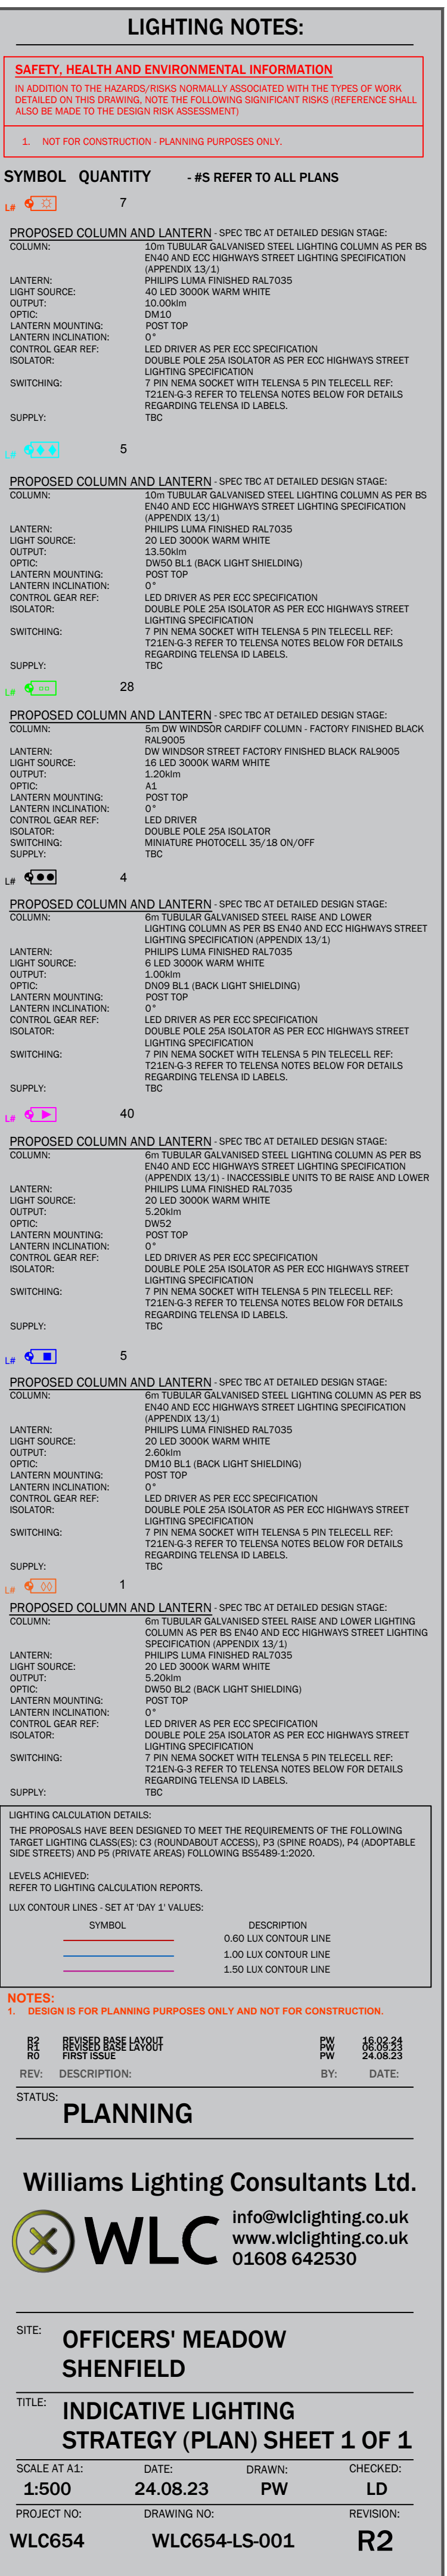 LIGHTING NOTES:
SAFETY, HEALTH AND ENVIRONMENTAL INFORMATION
IN ADDITION TO THE HAZARDS/RISKS NORMALLY ASSOCIATED WITH THE TYPES OF WORK
DETAILED ON THIS DRAWING, NOTE THE FOLLOWING SIGNIFICANT RISKS (REFERENCE SHALL
ALSO BE MADE TO THE DESIGN RISK ASSESSMENT)
1. NOT FOR CONSTRUCTION - PLANNING PURPOSES ONLY.
SYMBOL QUANTITY - #S REFER TO ALL PLANS
L# 7
PROPOSED COLUMN AND LANTERN - SPEC TBC AT DETAILED DESIGN STAGE:
COLUMN: 10m TUBULAR GALVANISED STEEL LIGHTING COLUMN AS PER BS
EN40 AND ECC HIGHWAYS STREET LIGHTING SPECIFICATION
(APPENDIX 13/1)
LANTERN: PHILIPS LUMA FINISHED RAL7035
LIGHT SOURCE: 40 LED 3000K WARM WHITE
OUTPUT: 10.00klm
OPTIC: DM10
LANTERN MOUNTING: POST TOP
LANTERN INCLINATION: 0°
CONTROL GEAR REF: LED DRIVER AS PER ECC SPECIFICATION
ISOLATOR: DOUBLE POLE 25A ISOLATOR AS PER ECC HIGHWAYS STREET
LIGHTING SPECIFICATION
SWITCHING: 7 PIN NEMA SOCKET WITH TELENSA 5 PIN TELECELL REF:
T21EN-G-3 REFER TO TELENSA NOTES BELOW FOR DETAILS
REGARDING TELENSA ID LABELS.
SUPPLY: TBC
L# 5
PROPOSED COLUMN AND LANTERN - SPEC TBC AT DETAILED DESIGN STAGE:
COLUMN: 10m TUBULAR GALVANISED STEEL LIGHTING COLUMN AS PER BS
EN40 AND ECC HIGHWAYS STREET LIGHTING SPECIFICATION
(APPENDIX 13/1)
LANTERN: PHILIPS LUMA FINISHED RAL7035
LIGHT SOURCE: 20 LED 3000K WARM WHITE
OUTPUT: 13.50klm
OPTIC: DW50 BL1 (BACK LIGHT SHIELDING)
LANTERN MOUNTING: POST TOP
LANTERN INCLINATION: 0°
CONTROL GEAR REF: LED DRIVER AS PER ECC SPECIFICATION
ISOLATOR: DOUBLE POLE 25A ISOLATOR AS PER ECC HIGHWAYS STREET
LIGHTING SPECIFICATION
SWITCHING: 7 PIN NEMA SOCKET WITH TELENSA 5 PIN TELECELL REF:
T21EN-G-3 REFER TO TELENSA NOTES BELOW FOR DETAILS
REGARDING TELENSA ID LABELS.
SUPPLY: TBC
L# 28
PROPOSED COLUMN AND LANTERN - SPEC TBC AT DETAILED DESIGN STAGE:
COLUMN: 5m DW WINDSOR CARDIFF COLUMN - FACTORY FINISHED BLACK
RAL9005
LANTERN: DW WINDSOR STREET FACTORY FINISHED BLACK RAL9005
LIGHT SOURCE: 16 LED 3000K WARM WHITE
OUTPUT: 1.20klm
OPTIC: A1
LANTERN MOUNTING: POST TOP
LANTERN INCLINATION: 0°
CONTROL GEAR REF: LED DRIVER
ISOLATOR: DOUBLE POLE 25A ISOLATOR
SWITCHING: MINIATURE PHOTOCELL 35/18 ON/OFF
SUPPLY: TBC
L# 4
PROPOSED COLUMN AND LANTERN - SPEC TBC AT DETAILED DESIGN STAGE:
COLUMN: 6m TUBULAR GALVANISED STEEL RAISE AND LOWER
LIGHTING COLUMN AS PER BS EN40 AND ECC HIGHWAYS STREET
LIGHTING SPECIFICATION (APPENDIX 13/1)
LANTERN: PHILIPS LUMA FINISHED RAL7035
LIGHT SOURCE: 6 LED 3000K WARM WHITE
OUTPUT: 1.00klm
OPTIC: DN09 BL1 (BACK LIGHT SHIELDING)
LANTERN MOUNTING: POST TOP
LANTERN INCLINATION: 0°
CONTROL GEAR REF: LED DRIVER AS PER ECC SPECIFICATION
ISOLATOR: DOUBLE POLE 25A ISOLATOR AS PER ECC HIGHWAYS STREET
LIGHTING SPECIFICATION
SWITCHING: 7 PIN NEMA SOCKET WITH TELENSA 5 PIN TELECELL REF:
T21EN-G-3 REFER TO TELENSA NOTES BELOW FOR DETAILS
REGARDING TELENSA ID LABELS.
SUPPLY: TBC
L# 40
PROPOSED COLUMN AND LANTERN - SPEC TBC AT DETAILED DESIGN STAGE:
COLUMN: 6m TUBULAR GALVANISED STEEL LIGHTING COLUMN AS PER BS
EN40 AND ECC HIGHWAYS STREET LIGHTING SPECIFICATION
(APPENDIX 13/1) - INACCESSIBLE UNITS TO BE RAISE AND LOWER
LANTERN: PHILIPS LUMA FINISHED RAL7035
LIGHT SOURCE: 20 LED 3000K WARM WHITE
OUTPUT: 5.20klm
OPTIC: DW52
LANTERN MOUNTING: POST TOP
LANTERN INCLINATION: 0°
CONTROL GEAR REF: LED DRIVER AS PER ECC SPECIFICATION
ISOLATOR: DOUBLE POLE 25A ISOLATOR AS PER ECC HIGHWAYS STREET
LIGHTING SPECIFICATION
SWITCHING: 7 PIN NEMA SOCKET WITH TELENSA 5 PIN TELECELL REF:
T21EN-G-3 REFER TO TELENSA NOTES BELOW FOR DETAILS
REGARDING TELENSA ID LABELS.
SUPPLY: TBC
L# 5
PROPOSED COLUMN AND LANTERN - SPEC TBC AT DETAILED DESIGN STAGE:
COLUMN: 6m TUBULAR GALVANISED STEEL LIGHTING COLUMN AS PER BS
EN40 AND ECC HIGHWAYS STREET LIGHTING SPECIFICATION
(APPENDIX 13/1)
LANTERN: PHILIPS LUMA FINISHED RAL7035
LIGHT SOURCE: 20 LED 3000K WARM WHITE
OUTPUT: 2.60klm
OPTIC: DM10 BL1 (BACK LIGHT SHIELDING)
LANTERN MOUNTING: POST TOP
LANTERN INCLINATION: 0°
CONTROL GEAR REF: LED DRIVER AS PER ECC SPECIFICATION
ISOLATOR: DOUBLE POLE 25A ISOLATOR AS PER ECC HIGHWAYS STREET
LIGHTING SPECIFICATION
SWITCHING: 7 PIN NEMA SOCKET WITH TELENSA 5 PIN TELECELL REF:
T21EN-G-3 REFER TO TELENSA NOTES BELOW FOR DETAILS
REGARDING TELENSA ID LABELS.
SUPPLY: TBC
L# 1
PROPOSED COLUMN AND LANTERN - SPEC TBC AT DETAILED DESIGN STAGE:
COLUMN: 6m TUBULAR GALVANISED STEEL RAISE AND LOWER LIGHTING
COLUMN AS PER BS EN40 AND ECC HIGHWAYS STREET LIGHTING
SPECIFICATION (APPENDIX 13/1)
LANTERN: PHILIPS LUMA FINISHED RAL7035
LIGHT SOURCE: 20 LED 3000K WARM WHITE
OUTPUT: 5.20klm
OPTIC: DW50 BL2 (BACK LIGHT SHIELDING)
LANTERN MOUNTING: POST TOP
LANTERN INCLINATION: 0°
CONTROL GEAR REF: LED DRIVER AS PER ECC SPECIFICATION
ISOLATOR: DOUBLE POLE 25A ISOLATOR AS PER ECC HIGHWAYS STREET
LIGHTING SPECIFICATION
SWITCHING: 7 PIN NEMA SOCKET WITH TELENSA 5 PIN TELECELL REF:
T21EN-G-3 REFER TO TELENSA NOTES BELOW FOR DETAILS
REGARDING TELENSA ID LABELS.
SUPPLY: TBC
LIGHTING CALCULATION DETAILS:
THE PROPOSALS HAVE BEEN DESIGNED TO MEET THE REQUIREMENTS OF THE FOLLOWING
TARGET LIGHTING CLASS(ES): C3 (ROUNDABOUT ACCESS), P3 (SPINE ROADS), P4 (ADOPTABLE
SIDE STREETS) AND P5 (PRIVATE AREAS) FOLLOWING BS5489-1:2020.
LEVELS ACHIEVED:
REFER TO LIGHTING CALCULATION REPORTS.
LUX CONTOUR LINES - SET AT 'DAY 1' VALUES:
SYMBOL DESCRIPTION
0.60 LUX CONTOUR LINE
1.00 LUX CONTOUR LINE
1.50 LUX CONTOUR LINE
NOTES:
1. DESIGN IS FOR PLANNING PURPOSES ONLY AND NOT FOR CONSTRUCTION.
R2 REVISED BASE LAYOUT PW 16.02.24
R1 REVISED BASE LAYOUT PW 06.09.23
R0 FIRST ISSUE PW 24.08.23
REV: DESCRIPTION: BY: DATE:
STATUS: PLANNING
Williams Lighting Consultants Ltd.
WLC
info@wlclighting.co.uk
www.wlclighting.co.uk
01608 642530
SITE: OFFICERS' MEADOW
SHENFIELD
TITLE: INDICATIVE LIGHTING
STRATEGY (PLAN) SHEET 1 OF 1
SCALE AT A1: DATE: DRAWN: CHECKED:
1:500 24.08.23 PW LD
PROJECT NO: DRAWING NO: REVISION:
WLC654 WLC654-LS-001 R2